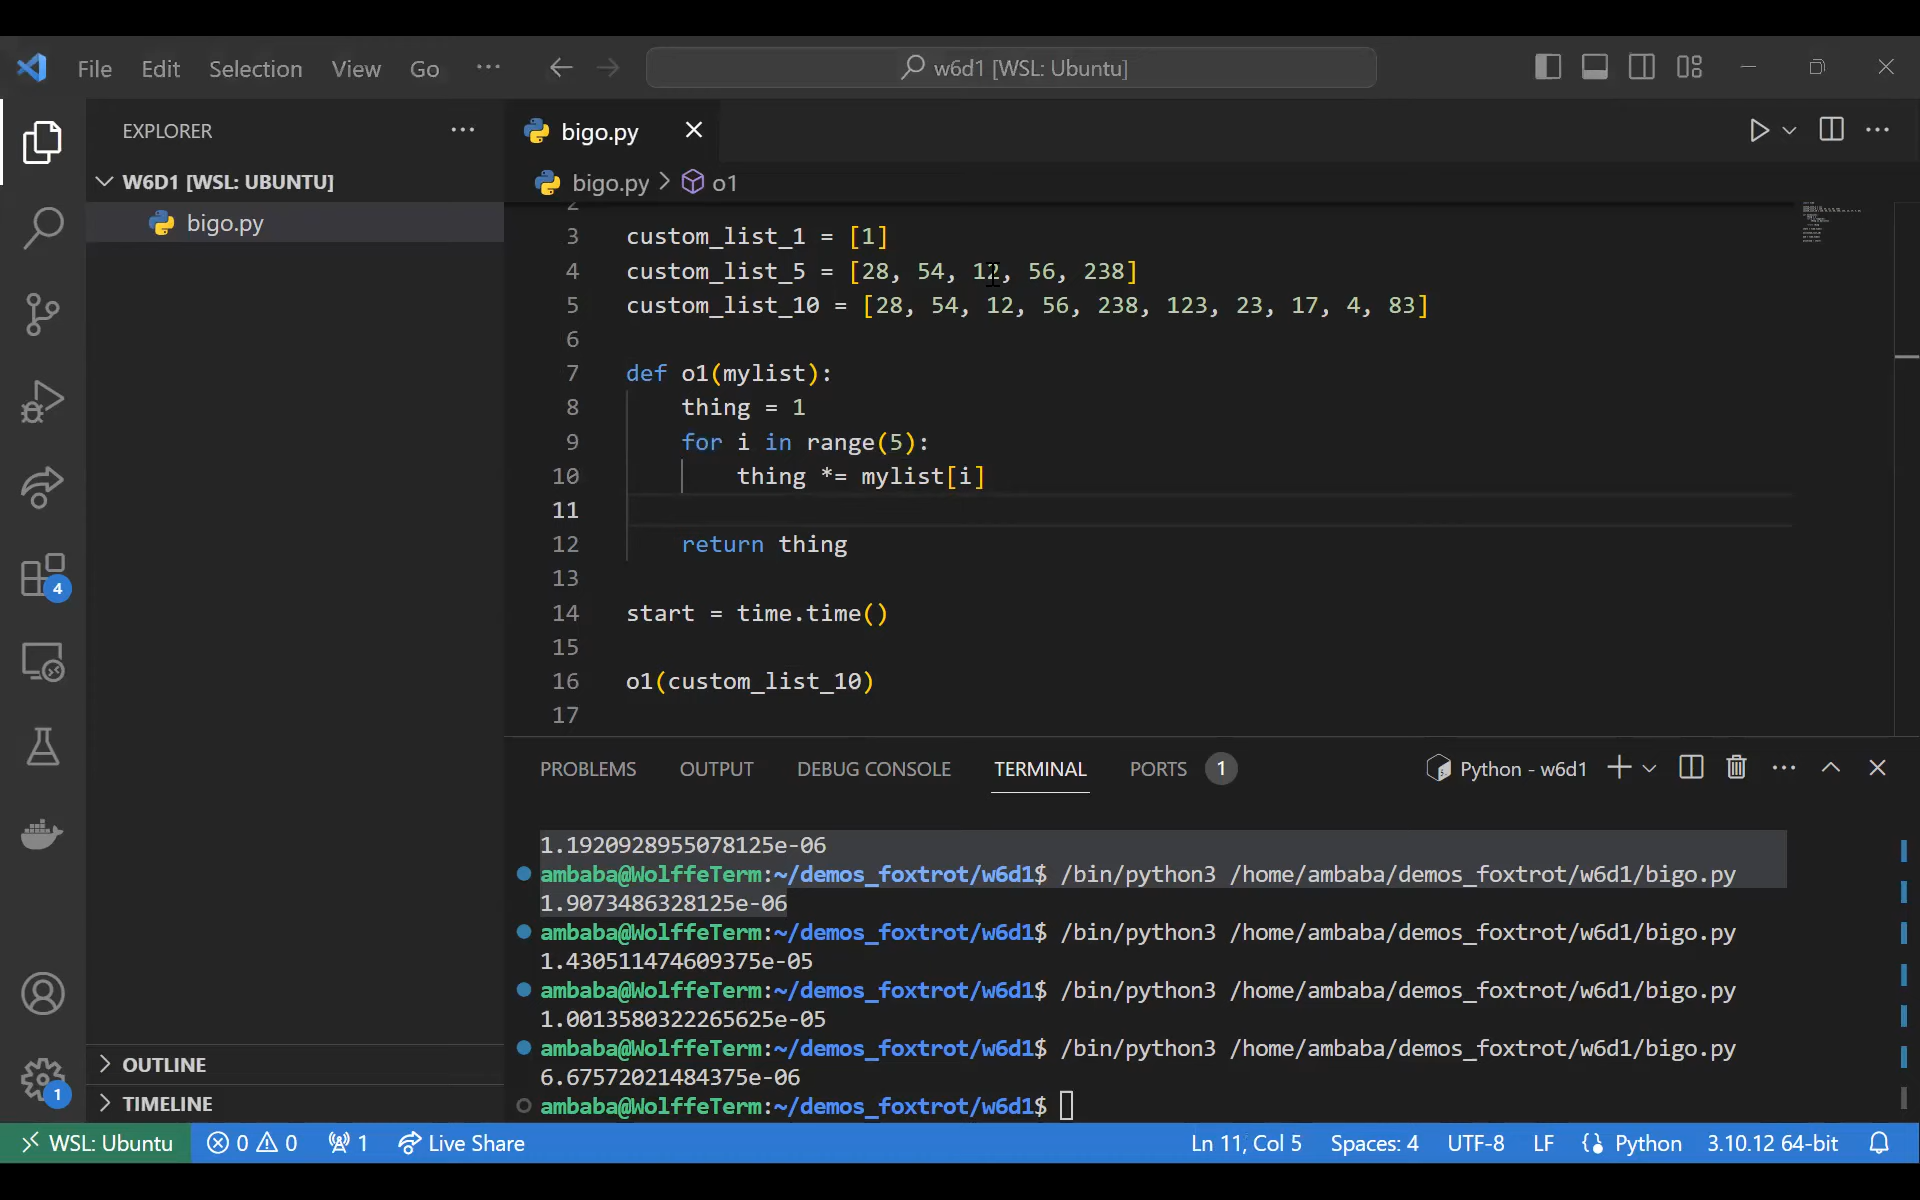 File Edit Selection View Go ··· w6d1 [WSL: Ubuntu]
EXPLORER
W6D1 [WSL: UBUNTU]
bigo.py
OUTLINE
TIMELINE
bigo.py
bigo.py > o1
2
3 custom_list_1 = [1]
4 custom_list_5 = [28, 54, 12, 56, 238]
5 custom_list_10 = [28, 54, 12, 56, 238, 123, 23, 17, 4, 83]
6
7 def o1(mylist):
8 thing = 1
9 for i in range(5):
10 thing *= mylist[i]
11
12 return thing
13
14 start = time.time()
15
16 o1(custom_list_10)
17
PROBLEMS OUTPUT DEBUG CONSOLE TERMINAL PORTS 1 Python - w6d1
1.1920928955078125e-06
ambaba@WolffeTerm:~/demos_foxtrot/w6d1$ /bin/python3 /home/ambaba/demos_foxtrot/w6d1/bigo.py
1.9073486328125e-06
ambaba@WolffeTerm:~/demos_foxtrot/w6d1$ /bin/python3 /home/ambaba/demos_foxtrot/w6d1/bigo.py
1.430511474609375e-05
ambaba@WolffeTerm:~/demos_foxtrot/w6d1$ /bin/python3 /home/ambaba/demos_foxtrot/w6d1/bigo.py
1.0013580322265625e-05
ambaba@WolffeTerm:~/demos_foxtrot/w6d1$ /bin/python3 /home/ambaba/demos_foxtrot/w6d1/bigo.py
6.67572021484375e-06
ambaba@WolffeTerm:~/demos_foxtrot/w6d1$
4
1
WSL: Ubuntu 0 0 1 Live Share Ln 11, Col 5 Spaces: 4 UTF-8 LF Python 3.10.12 64-bit